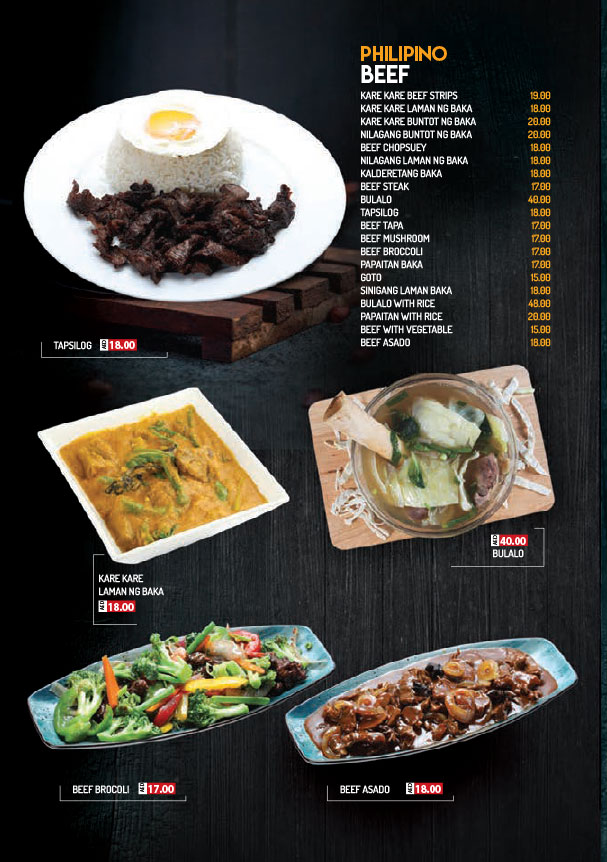 PHILIPINO
BEEF
KARE KARE BEEF STRIPS 19.00
KARE KARE LAMAN NG BAKA 18.00
KARE KARE BUNTOT NG BAKA 20.00
NILAGANG BUNTOT NG BAKA 20.00
BEEF CHOPSUEY 18.00
NILAGANG LAMAN NG BAKA 18.00
KALDERETANG BAKA 18.00
BEEF STEAK 17.00
BULALO 40.00
TAPSILOG 18.00
BEEF TAPA 17.00
BEEF MUSHROOM 17.00
BEEF BROCCOLI 17.00
PAPAITAN BAKA 17.00
GOTO 15.00
SINIGANG LAMAN BAKA 18.00
BULALO WITH RICE 48.00
PAPAITAN WITH RICE 20.00
BEEF WITH VEGETABLE 15.00
BEEF ASADO 18.00
TAPSILOG AED 18.00
AED 40.00
BULALO
KARE KARE
LAMAN NG BAKA
AED 18.00
BEEF BROCOLI AED 17.00
BEEF ASADO AED 18.00